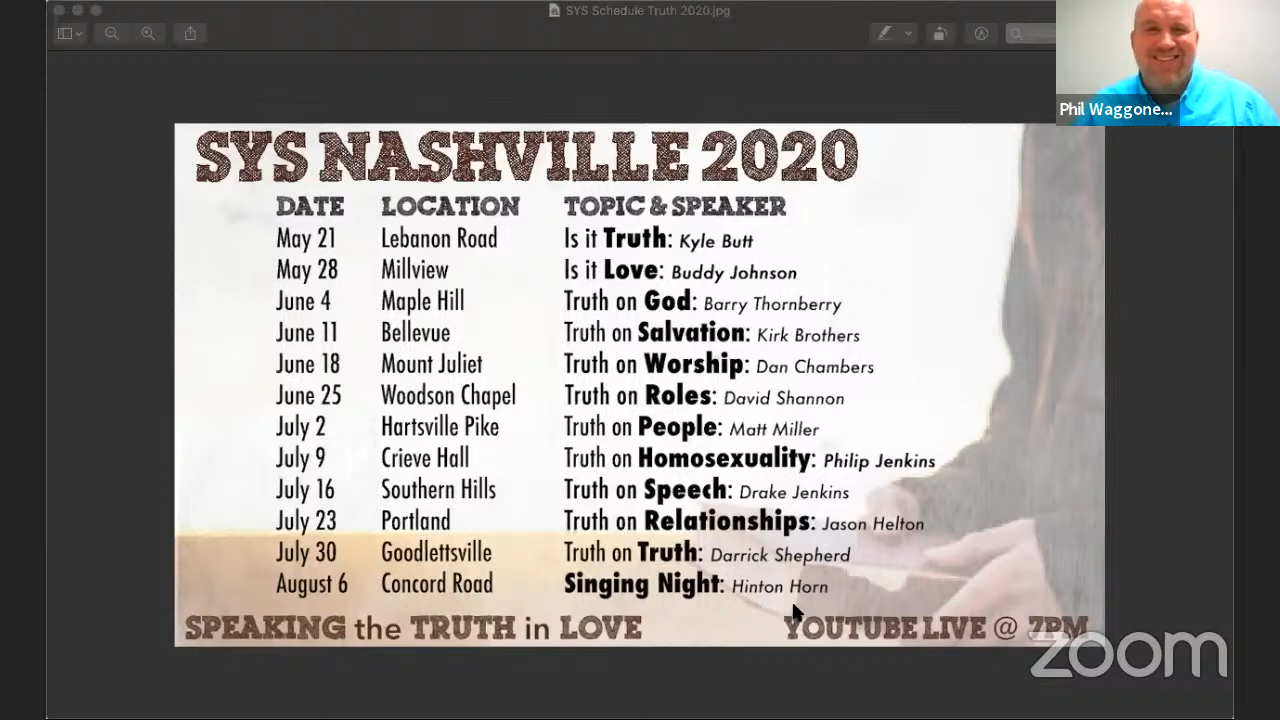 SYS Schedule Truth 2020.jpg
Phil Waggone...
SYS NASHVILLE 2020
DATE LOCATION TOPIC & SPEAKER
May 21 Lebanon Road Is it Truth: Kyle Butt
May 28 Millview Is it Love: Buddy Johnson
June 4 Maple Hill Truth on God: Barry Thornberry
June 11 Bellevue Truth on Salvation: Kirk Brothers
June 18 Mount Juliet Truth on Worship: Dan Chambers
June 25 Woodson Chapel Truth on Roles: David Shannon
July 2 Hartsville Pike Truth on People: Matt Miller
July 9 Crieve Hall Truth on Homosexuality: Philip Jenkins
July 16 Southern Hills Truth on Speech: Drake Jenkins
July 23 Portland Truth on Relationships: Jason Helton
July 30 Goodlettsville Truth on Truth: Darrick Shepherd
August 6 Concord Road Singing Night: Hinton Horn
SPEAKING the TRUTH in LOVE YOUTUBE LIVE @ 7PM
zoom